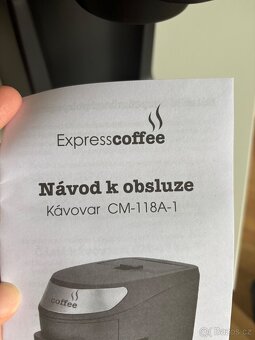 Expresscoffee
Návod k obsluze
Kávovar CM-118A-1
coffee